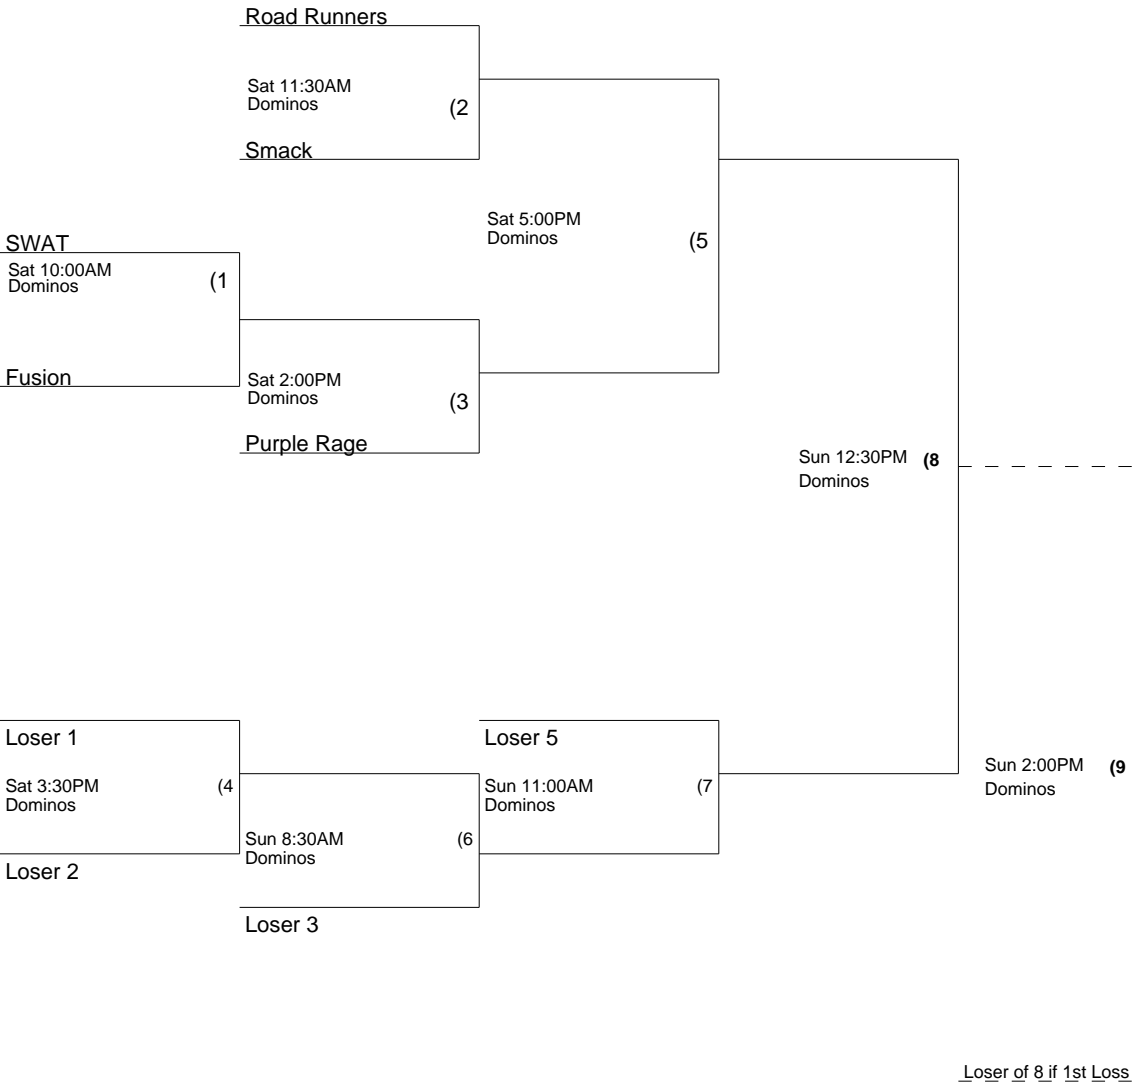 Road Runners
Sat 11:30AM
Dominos
(2
Smack
Sat 5:00PM
Dominos
(5
SWAT
Sat 10:00AM
Dominos
(1
Fusion
Sat 2:00PM
Dominos
(3
Purple Rage
Sun 12:30PM (8
Dominos
Loser 1
Sat 3:30PM (4
Dominos
Loser 2
Sun 8:30AM (6
Dominos
Loser 3
Loser 5
Sun 11:00AM (7
Dominos
Sun 2:00PM (9
Dominos
Loser of 8 if 1st Loss